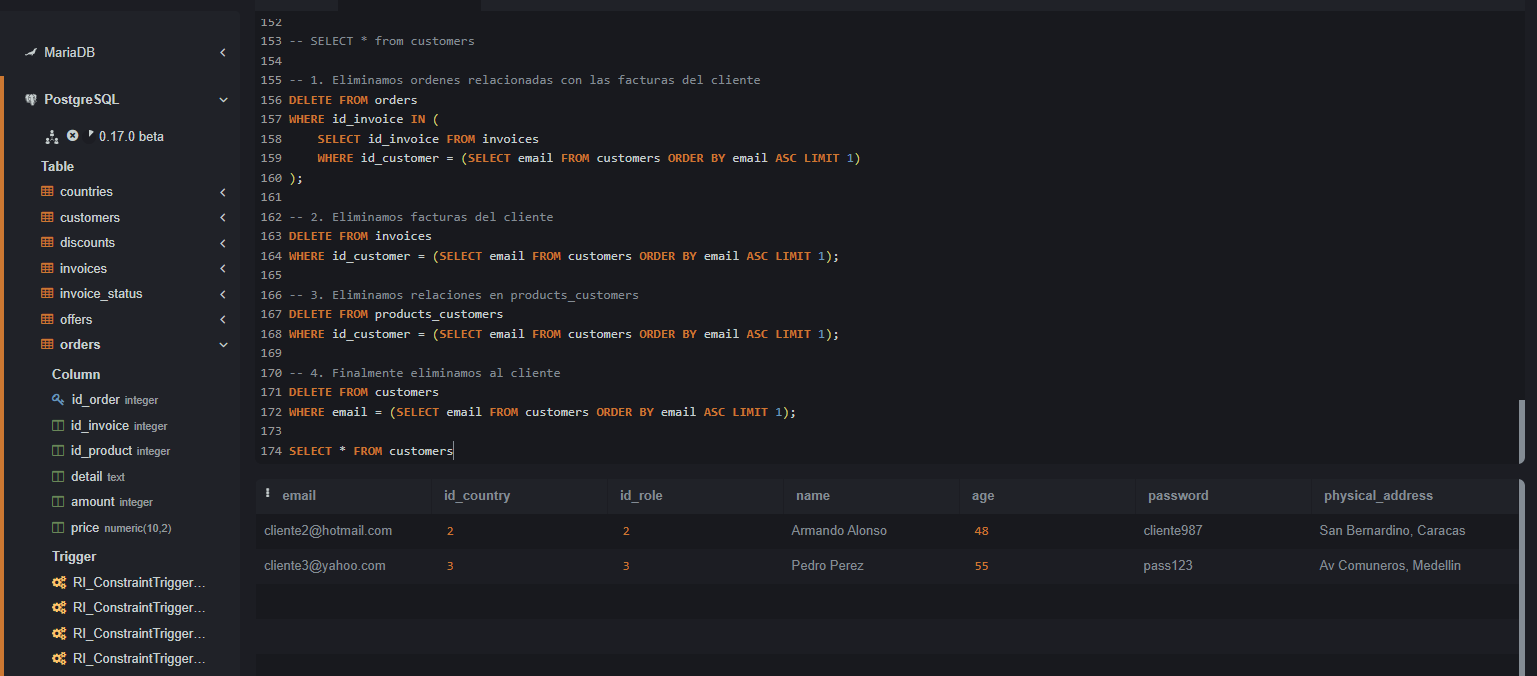 MariaDB
PostgreSQL
0.17.0 beta
Table
countries
customers
discounts
invoices
invoice_status
offers
orders
Column
id_order integer
id_invoice integer
id_product integer
detail text
amount integer
price numeric(10,2)
Trigger
RI_ConstraintTrigger...
RI_ConstraintTrigger...
RI_ConstraintTrigger...
RI_ConstraintTrigger...
152
153 -- SELECT * from customers
154
155 -- 1. Eliminamos ordenes relacionadas con las facturas del cliente
156 DELETE FROM orders
157 WHERE id_invoice IN (
158     SELECT id_invoice FROM invoices
159     WHERE id_customer = (SELECT email FROM customers ORDER BY email ASC LIMIT 1)
160 );
161
162 -- 2. Eliminamos facturas del cliente
163 DELETE FROM invoices
164 WHERE id_customer = (SELECT email FROM customers ORDER BY email ASC LIMIT 1);
165
166 -- 3. Eliminamos relaciones en products_customers
167 DELETE FROM products_customers
168 WHERE id_customer = (SELECT email FROM customers ORDER BY email ASC LIMIT 1);
169
170 -- 4. Finalmente eliminamos al cliente
171 DELETE FROM customers
172 WHERE email = (SELECT email FROM customers ORDER BY email ASC LIMIT 1);
173
174 SELECT * FROM customers
email id_country id_role name age password physical_address
cliente2@hotmail.com 2 2 Armando Alonso 48 cliente987 San Bernardino, Caracas
cliente3@yahoo.com 3 3 Pedro Perez 55 pass123 Av Comuneros, Medellin